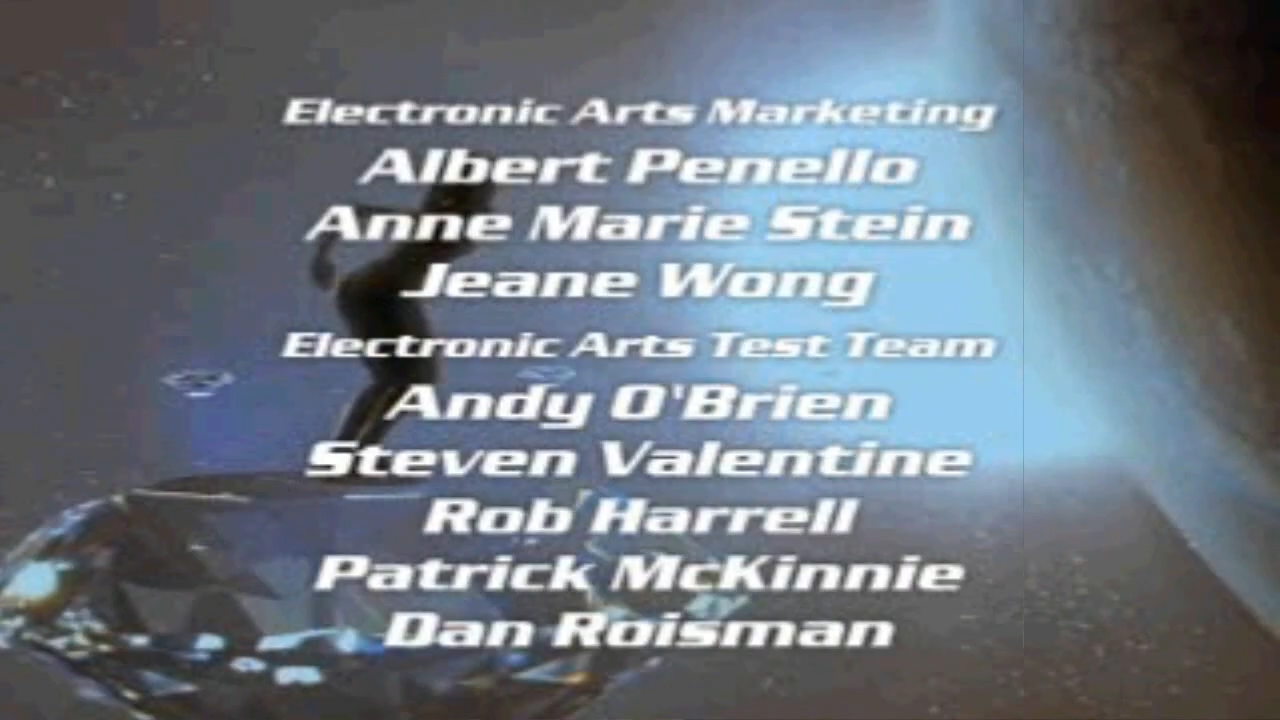 Electronic Arts Marketing
Albert Penello
Anne Marie Stein
Jeane Wong
Electronic Arts Test Team
Andy O'Brien
Steven Valentine
Rob Harrell
Patrick McKinnie
Dan Roisman